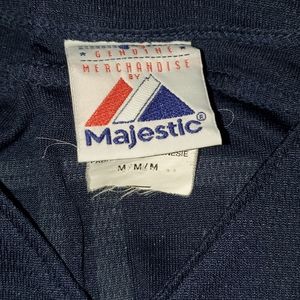 GENUINE
MERCHANDISE
BY
Majestic®
M / M / M